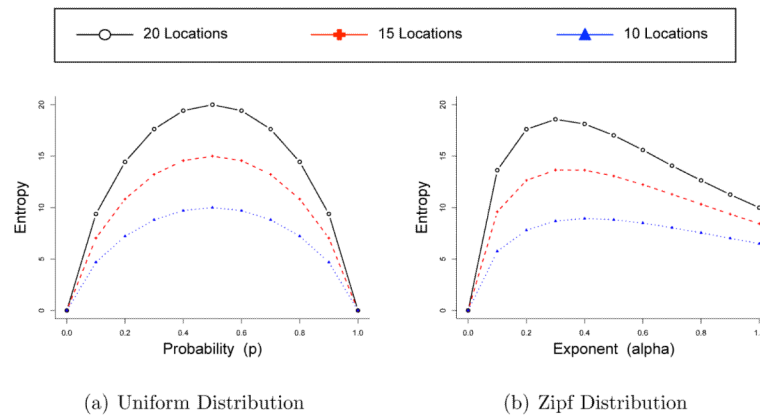 20 Locations 15 Locations 10 Locations
20
15
10
5
0
Entropy
0.0 0.2 0.4 0.6 0.8 1.0
Probability (p)
20
15
10
5
0
Entropy
0.0 0.2 0.4 0.6 0.8 1.0
Exponent (alpha)
(a) Uniform Distribution
(b) Zipf Distribution